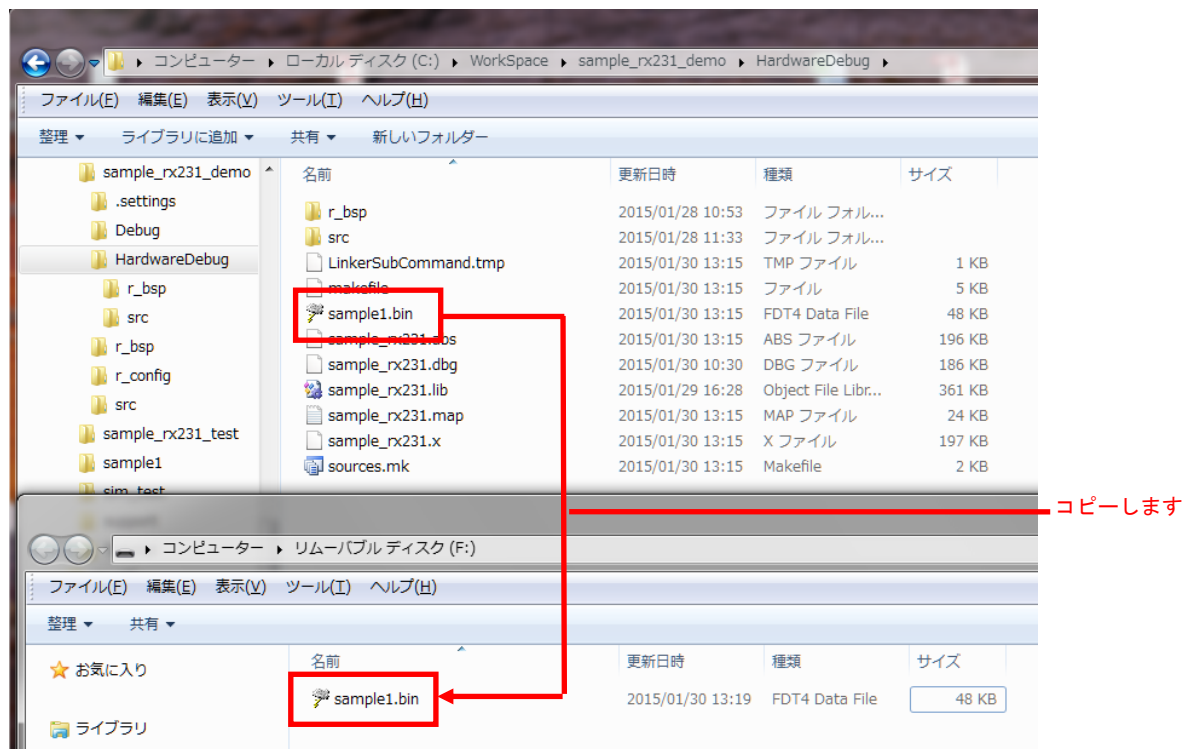 コンピューター ▸ ローカル ディスク (C:) ▸ WorkSpace ▸ sample_rx231_demo ▸ HardwareDebug ▸
ファイル(F) 編集(E) 表示(V) ツール(T) ヘルプ(H)
整理 ▼ ライブラリに追加 ▼ 共有 ▼ 新しいフォルダー
sample_rx231_demo
.settings
Debug
HardwareDebug
r_bsp
src
r_bsp
r_config
src
sample_rx231_test
sample1
sim_test
support
名前 更新日時 種類 サイズ
r_bsp 2015/01/28 10:53 ファイル フォル...
src 2015/01/28 11:33 ファイル フォル...
LinkerSubCommand.tmp 2015/01/30 13:15 TMP ファイル 1 KB
makefile 2015/01/30 13:15 ファイル 5 KB
sample1.bin 2015/01/30 13:15 FDT4 Data File 48 KB
sample_rx231.abs 2015/01/30 13:15 ABS ファイル 196 KB
sample_rx231.dbg 2015/01/30 10:30 DBG ファイル 186 KB
sample_rx231.lib 2015/01/29 16:28 Object File Libr... 361 KB
sample_rx231.map 2015/01/30 13:15 MAP ファイル 24 KB
sample_rx231.x 2015/01/30 13:15 X ファイル 197 KB
sources.mk 2015/01/30 13:15 Makefile 2 KB
コピーします
コンピューター ▸ リムーバブル ディスク (F:)
ファイル(F) 編集(E) 表示(V) ツール(T) ヘルプ(H)
整理 ▼ 共有 ▼
お気に入り
ライブラリ
名前 更新日時 種類 サイズ
sample1.bin 2015/01/30 13:19 FDT4 Data File 48 KB